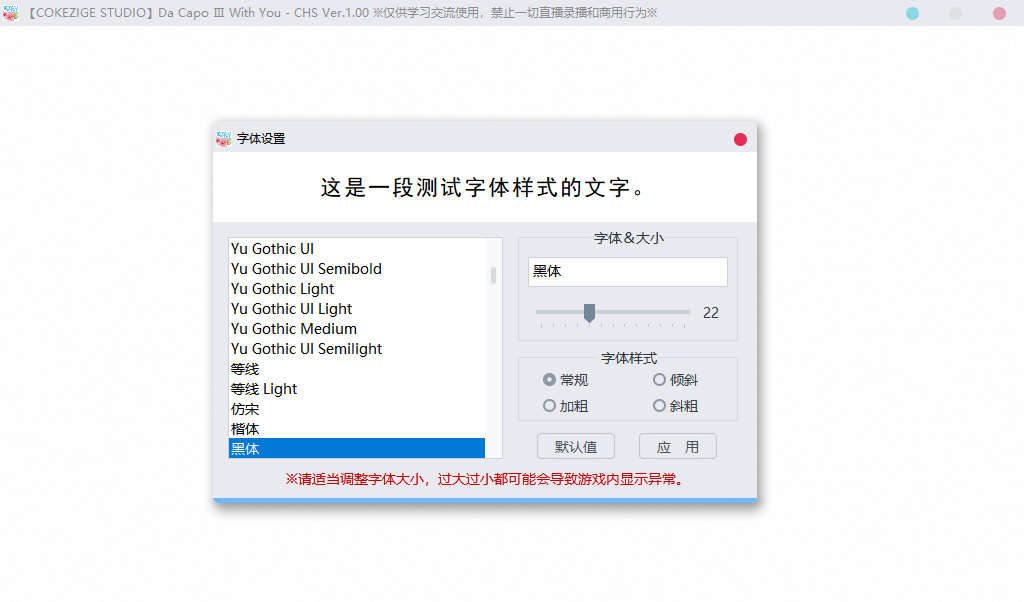 【COKEZIGE STUDIO】Da Capo Ⅲ With You - CHS Ver.1.00 ※仅供学习交流使用，禁止一切直播录播和商用行为※
字体设置
这是一段测试字体样式的文字。
Yu Gothic UI
Yu Gothic UI Semibold
Yu Gothic Light
Yu Gothic UI Light
Yu Gothic Medium
Yu Gothic UI Semilight
等线
等线 Light
仿宋
楷体
黑体
字体＆大小
黑体
22
字体样式
常规 倾斜
加粗 斜粗
默认值 应 用
※请适当调整字体大小，过大过小都可能会导致游戏内显示异常。